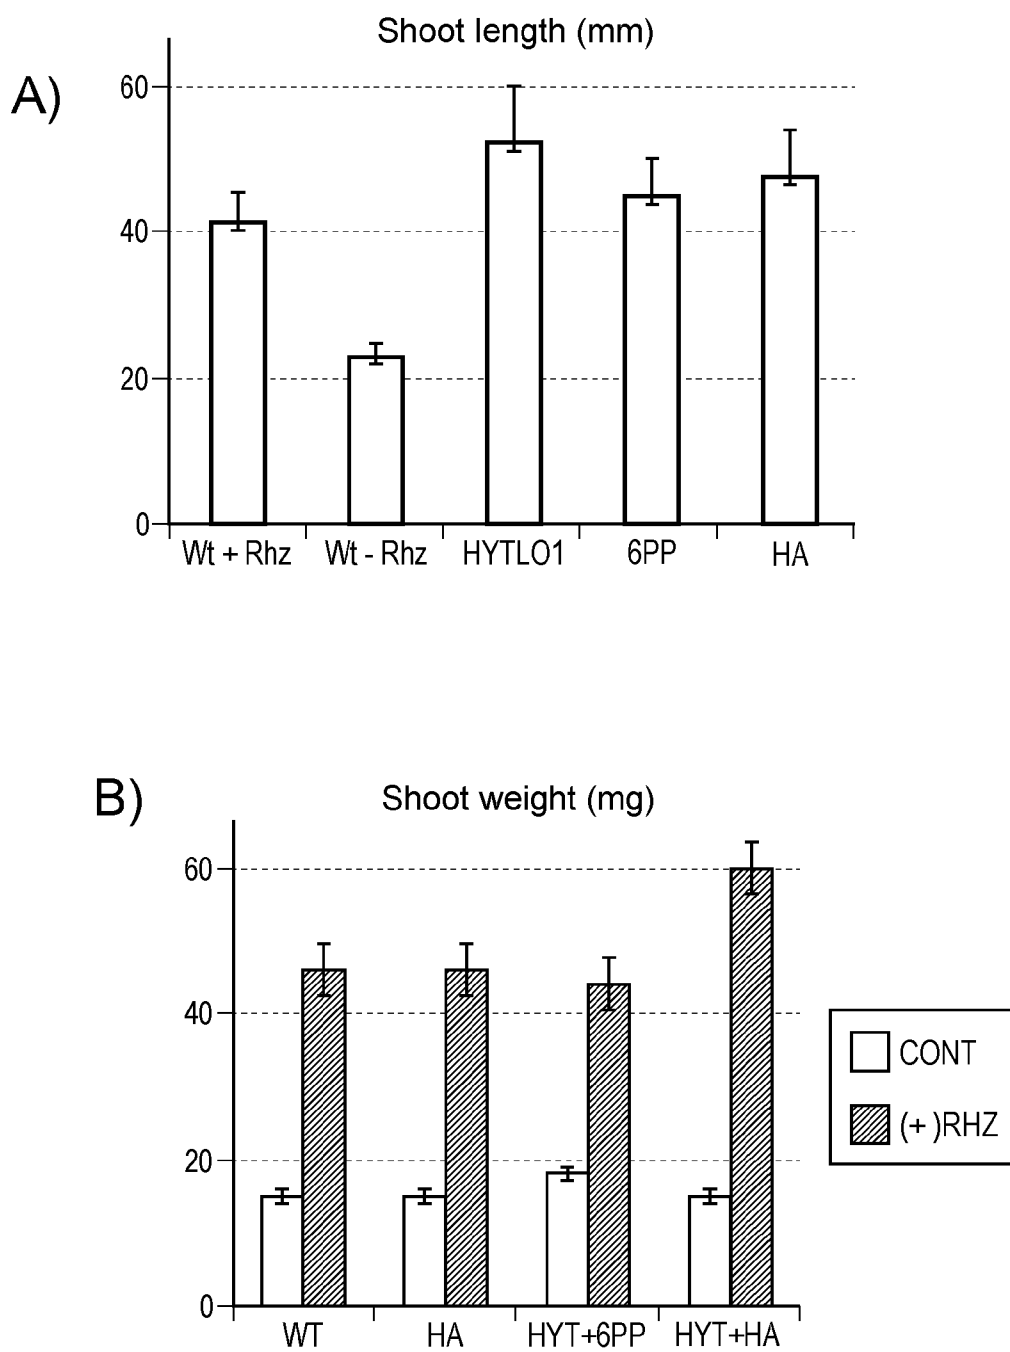 Shoot length (mm)
A)
60
40
20
0
Wt + Rhz Wt - Rhz HYTLO1 6PP HA
B)
Shoot weight (mg)
60
40
20
0
WT HA HYT+6PP HYT+HA
CONT
(+)RHZ